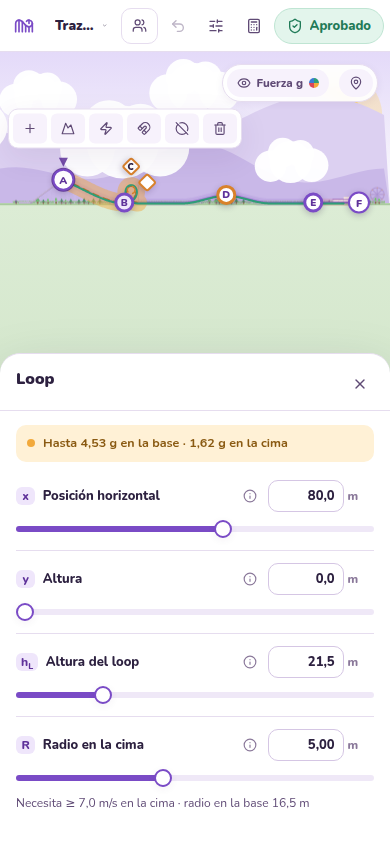 Traz...
Aprobado
Fuerza g
C
A
B
D
E
F
Loop
Hasta 4,53 g en la base · 1,62 g en la cima
x Posición horizontal 80,0 m
y Altura 0,0 m
hL Altura del loop 21,5 m
R Radio en la cima 5,00 m
Necesita ≥ 7,0 m/s en la cima · radio en la base 16,5 m